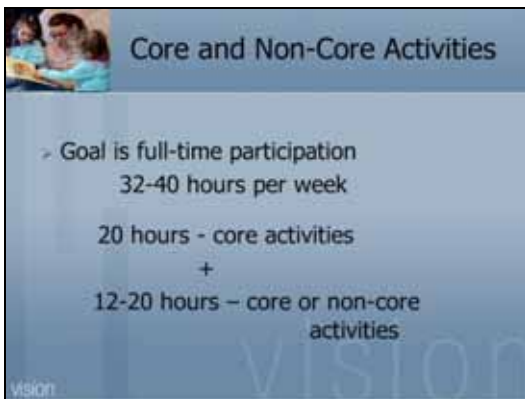 Core and Non-Core Activities
➢ Goal is full-time participation
32-40 hours per week
20 hours - core activities
+
12-20 hours – core or non-core
activities
vision
vision